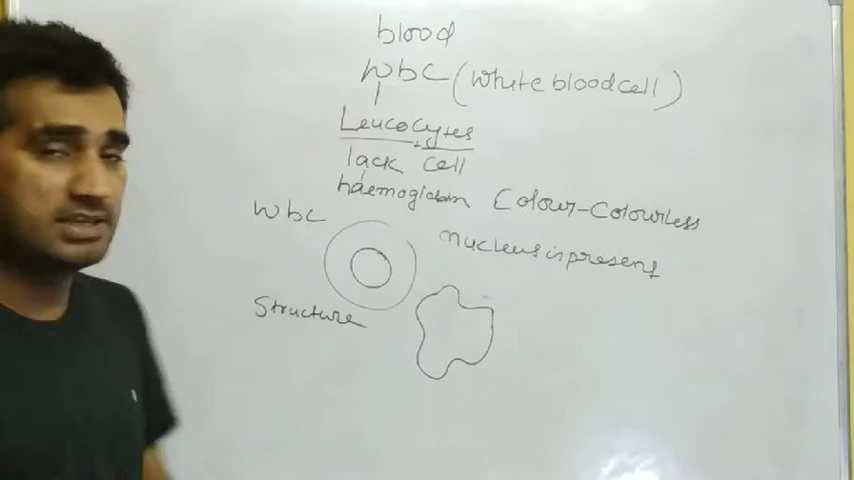 blood
wbc (white blood cell)
Leucocytes
lack cell
haemoglobin Colour-Colourless
wbc
nucleus is present
Structure